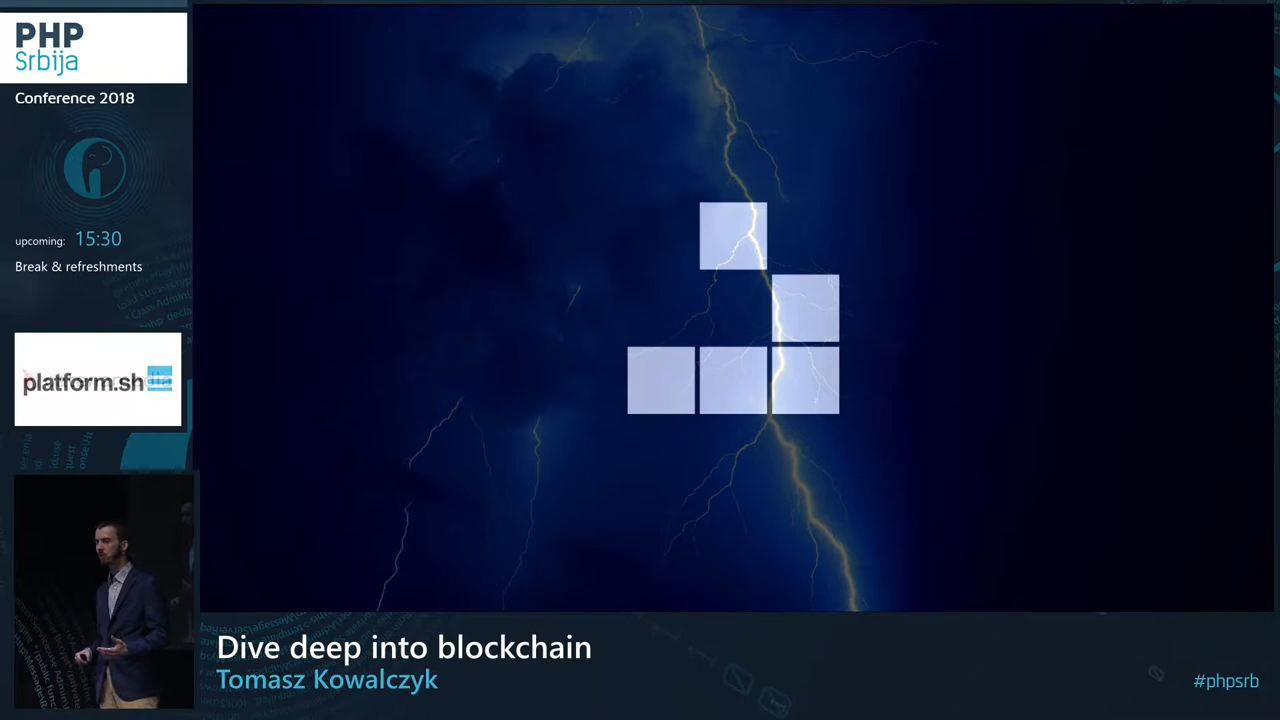 PHP
Srbija
Conference 2018
upcoming: 15:30
Break & refreshments
platform.sh
Dive deep into blockchain
Tomasz Kowalczyk
#phpsrb